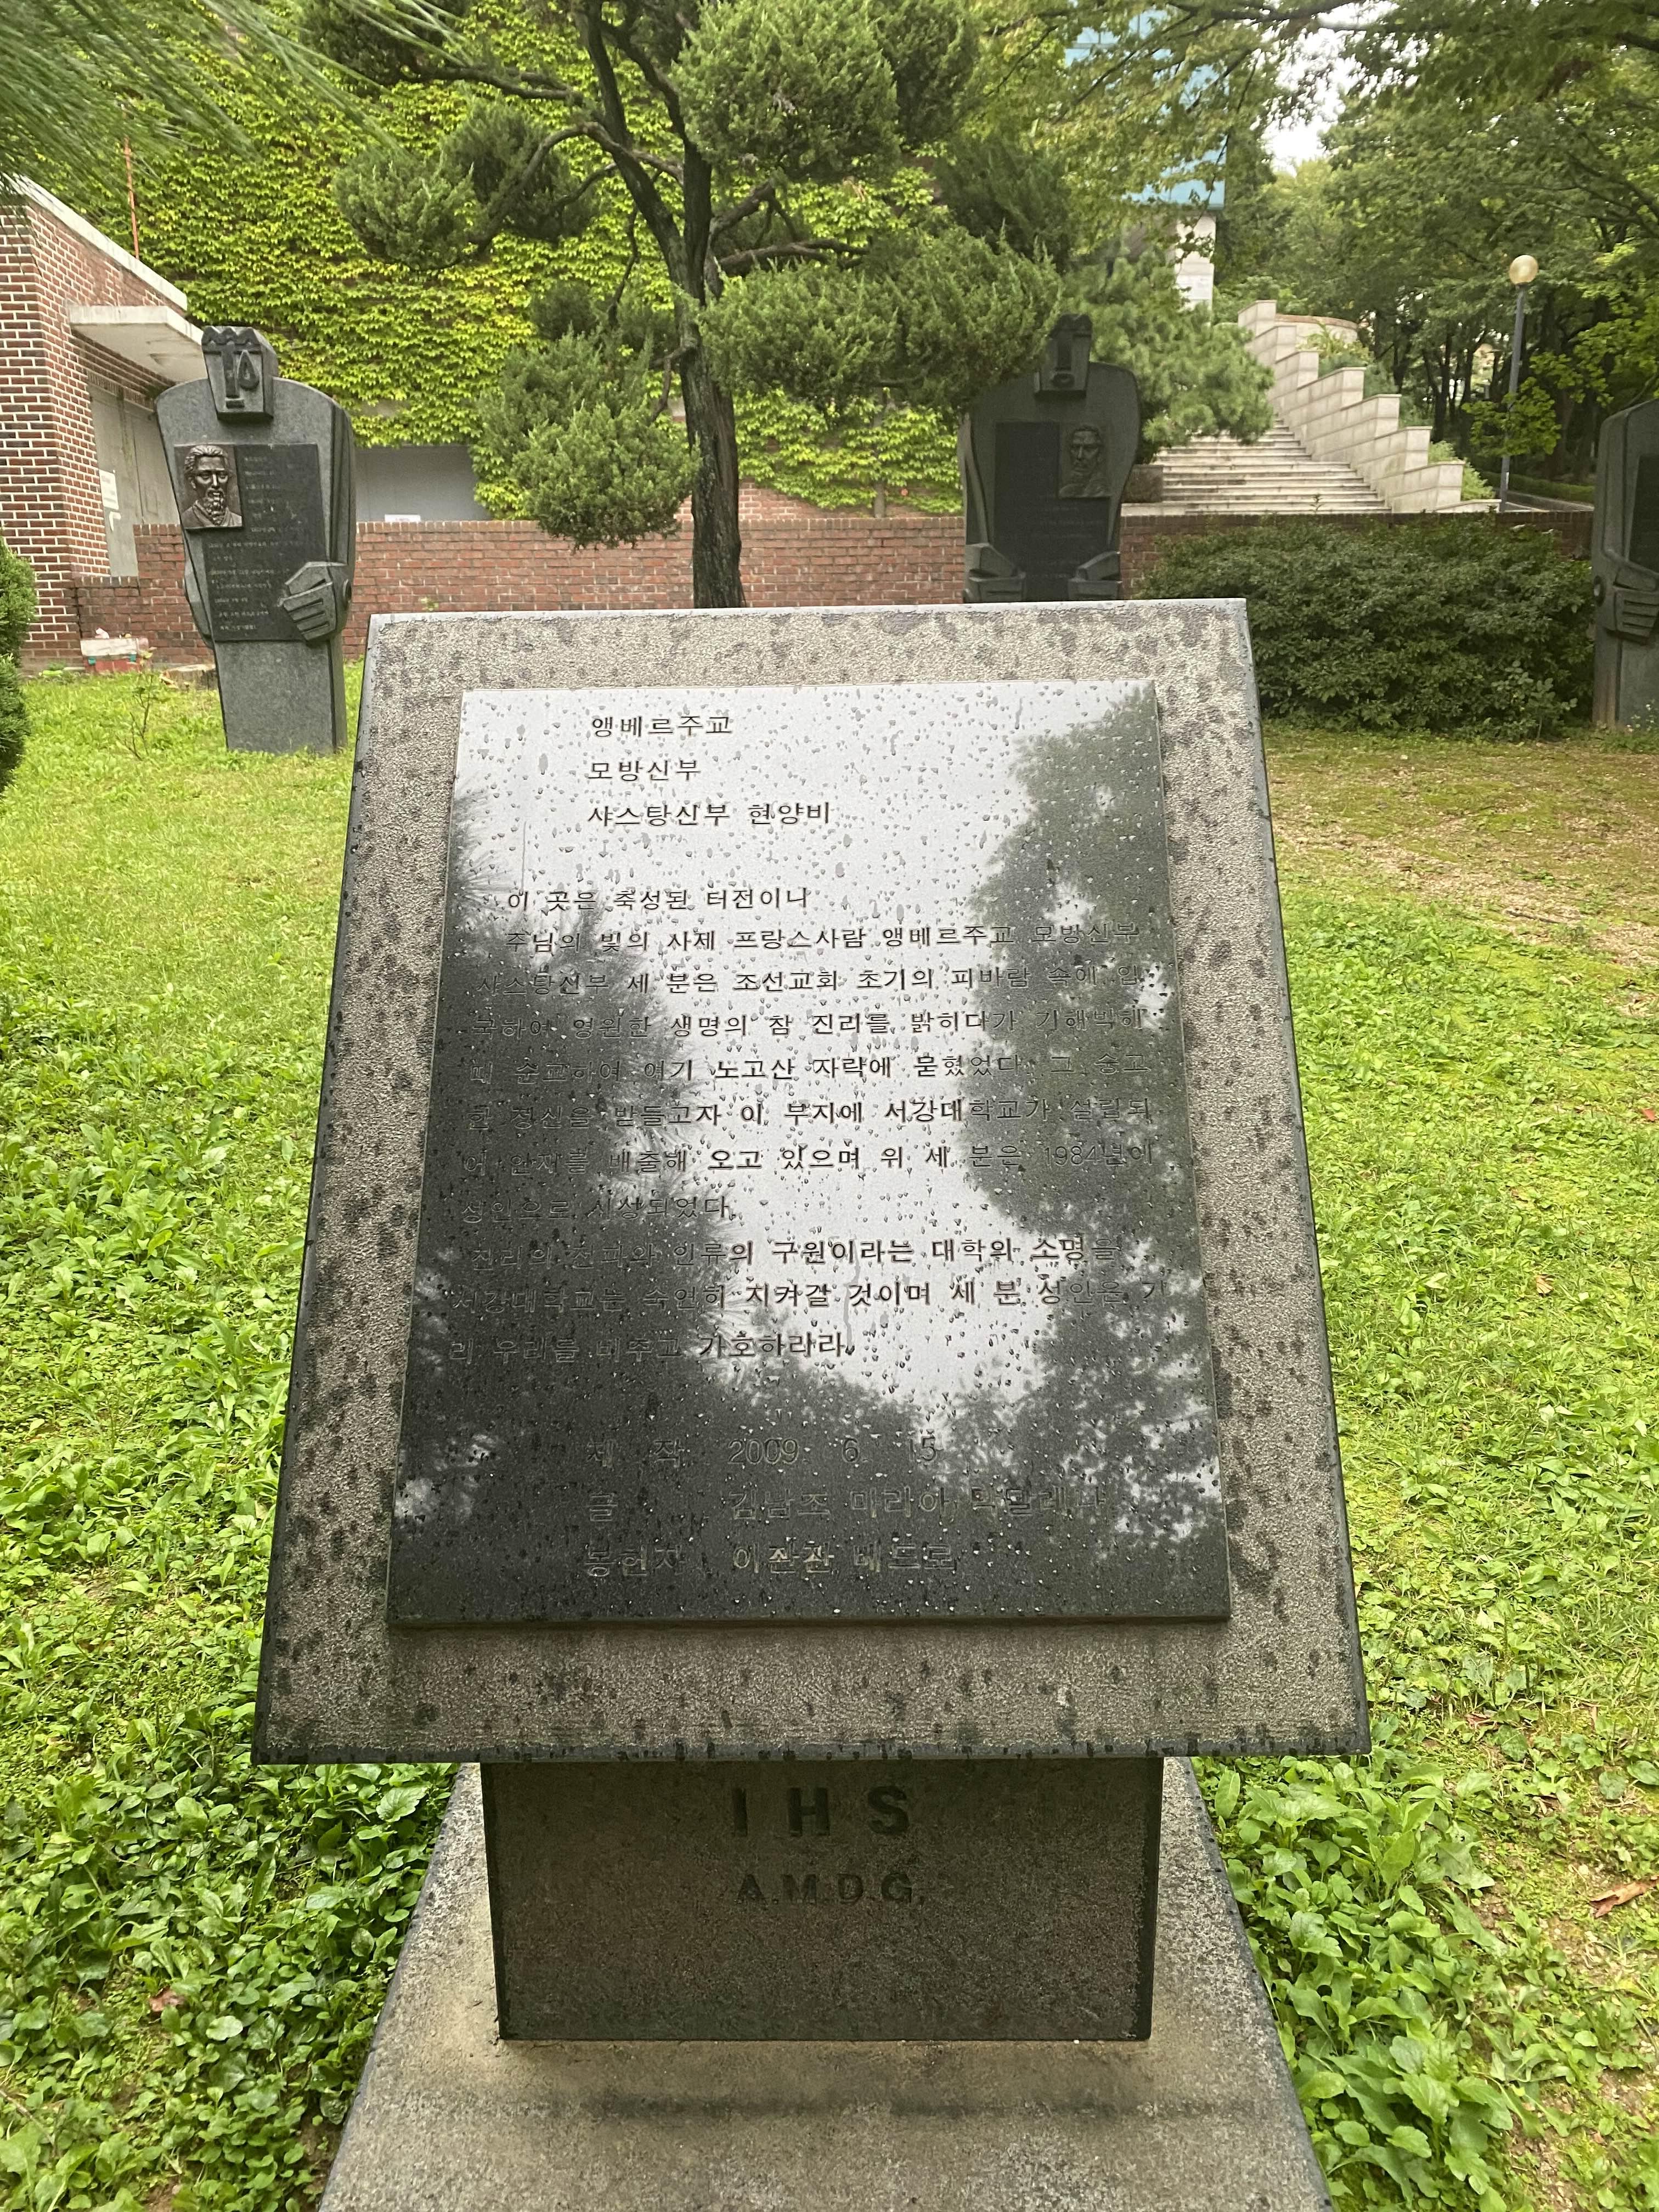 앵베르주교
모방신부
샤스탕신부 현양비
이 곳은 축성된 터전이니
주님의 빛의 사제 프랑스사람 앵베르주교 모방신부
샤스탕신부 세 분은 조선교회 초기의 피바람 속에 입
국하여 영원한 생명의 참 진리를 밝히다가 기해박해
때 순교하여 여기 노고산 자락에 묻혔었다. 그 숭고
한 정신을 받들고자 이 부지에 서강대학교가 설립되
어 인재를 배출해 오고 있으며 위 세 분은 1984년에
성인으로 시성되었다.
진리의 전파와 인류의 구원이라는 대학의 소명을
서강대학교는 숙연히 지켜갈 것이며 세 분 성인은 기
리 우리를 비추고 가호하리라.
제 작 2009 6 15
글 김남조 마리아 막달레나
봉헌자 이찬 베드로
I H S
A.M.D.G.